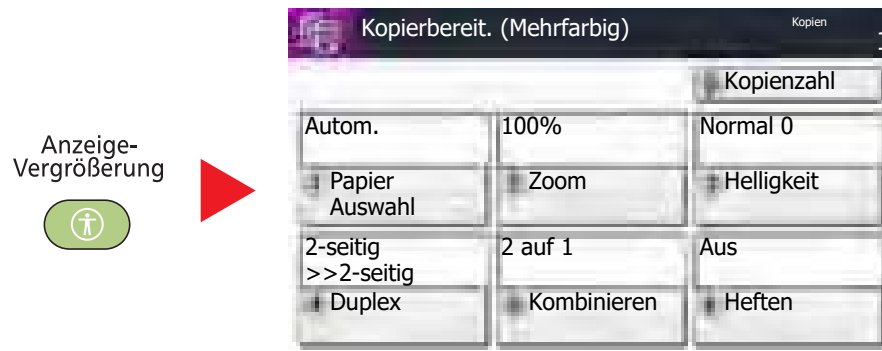 Anzeige-
Vergrößerung
Kopierbereit. (Mehrfarbig)
Kopien
Kopienzahl
Autom.
100%
Normal 0
Papier
Auswahl
Zoom
Helligkeit
2-seitig
>>2-seitig
2 auf 1
Aus
Duplex
Kombinieren
Heften